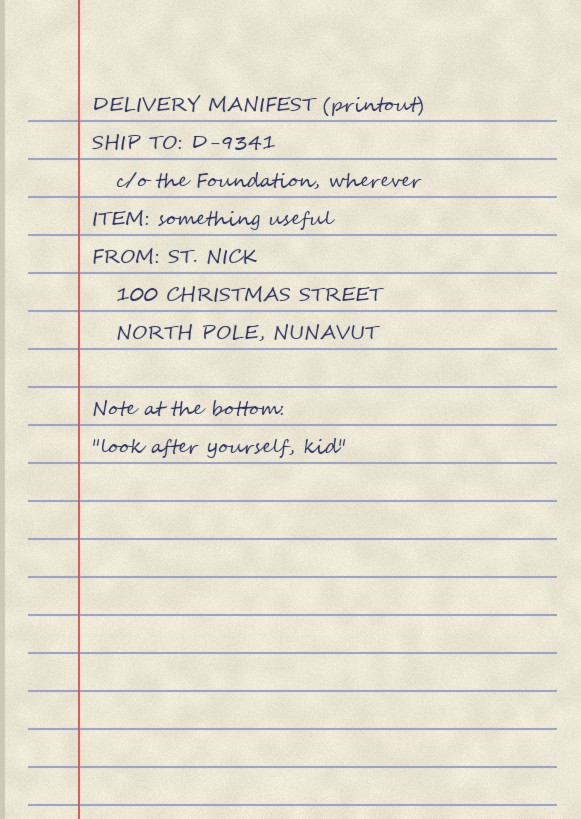 DELIVERY MANIFEST (printout)
SHIP TO: D-9341
c/o the Foundation, wherever
ITEM: something useful
FROM: ST. NICK
100 CHRISTMAS STREET
NORTH POLE, NUNAVUT
Note at the bottom:
"look after yourself, kid"